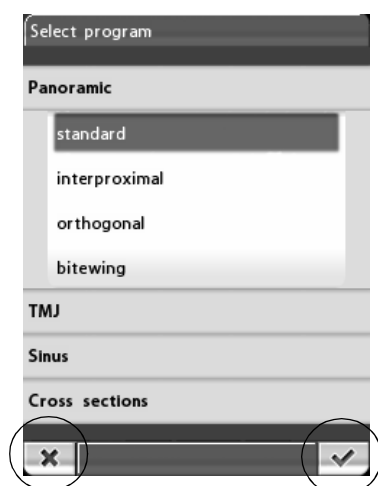 Select program
Panoramic
standard
interproximal
orthogonal
bitewing
TMJ
Sinus
Cross sections